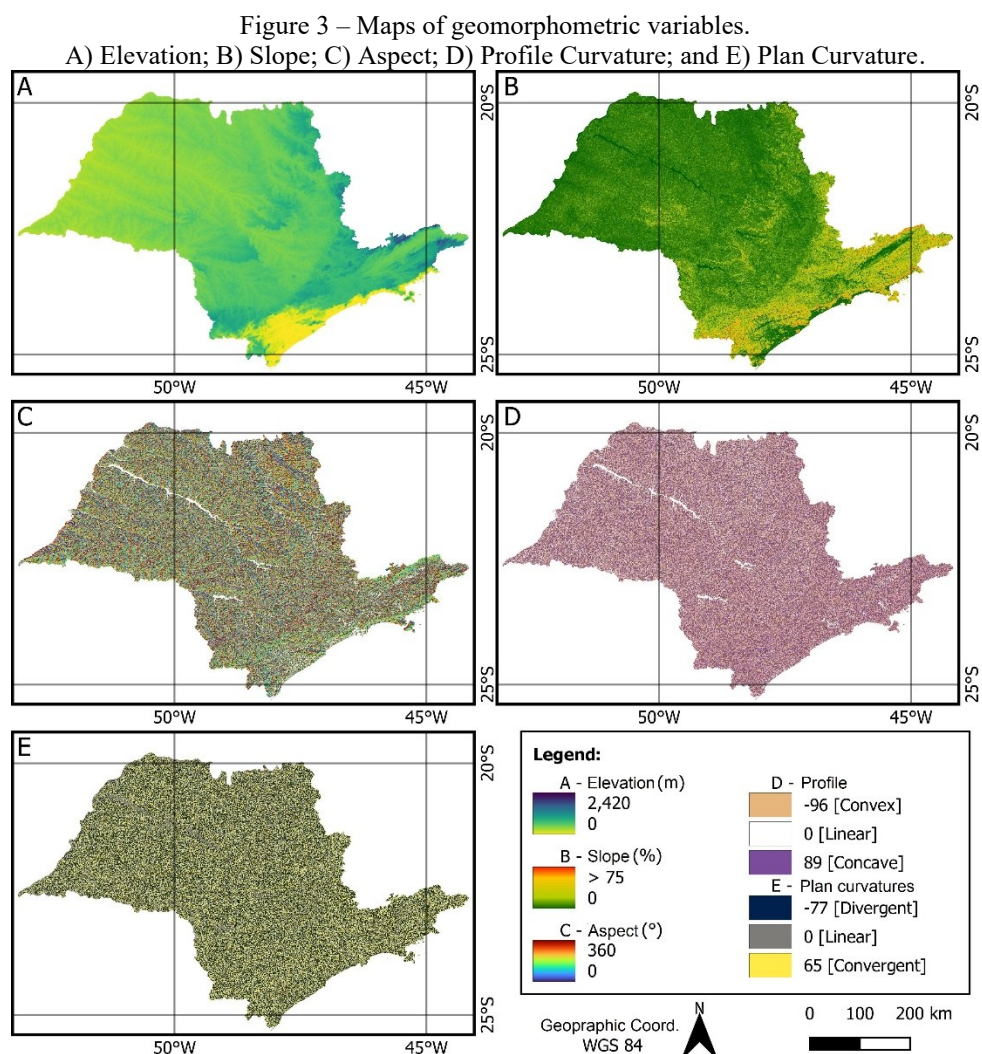 Figure 3 – Maps of geomorphometric variables.
A) Elevation; B) Slope; C) Aspect; D) Profile Curvature; and E) Plan Curvature.
A
20°S
25°S
50°W
45°W
B
20°S
25°S
50°W
45°W
C
20°S
25°S
50°W
45°W
D
20°S
25°S
50°W
45°W
E
20°S
25°S
50°W
45°W
Legend:
A - Elevation (m)
2,420
0
B - Slope (%)
> 75
0
C - Aspect (°)
360
0
D - Profile
-96 [Convex]
0 [Linear]
89 [Concave]
E - Plan curvatures
-77 [Divergent]
0 [Linear]
65 [Convergent]
Geopraphic Coord.
WGS 84
N
0 100 200 km